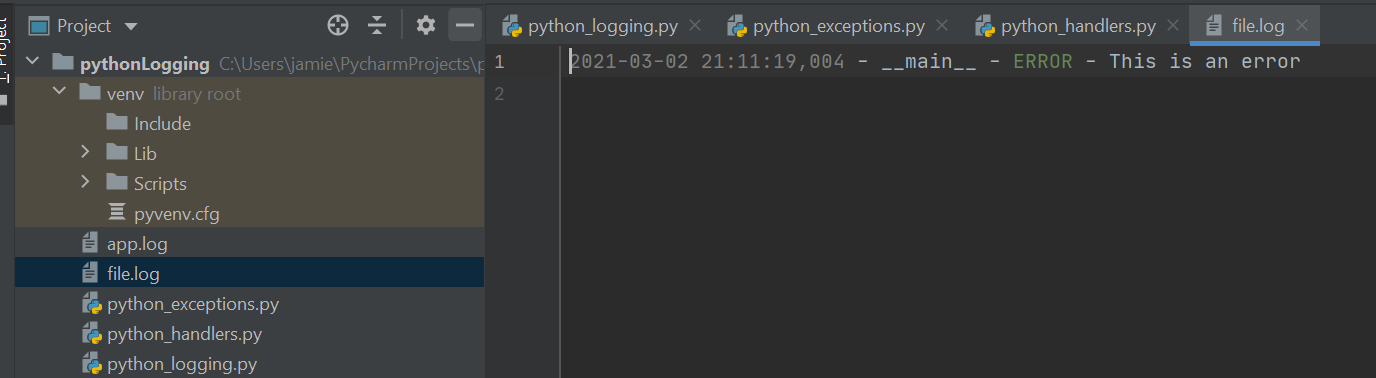 Project
python_logging.py
python_exceptions.py
python_handlers.py
file.log
Project
pythonLogging C:\Users\jamie\PycharmProjects\p
venv library root
Include
Lib
Scripts
pyvenv.cfg
app.log
file.log
python_exceptions.py
python_handlers.py
python_logging.py
1 2021-03-02 21:11:19,004 - __main__ - ERROR - This is an error
2